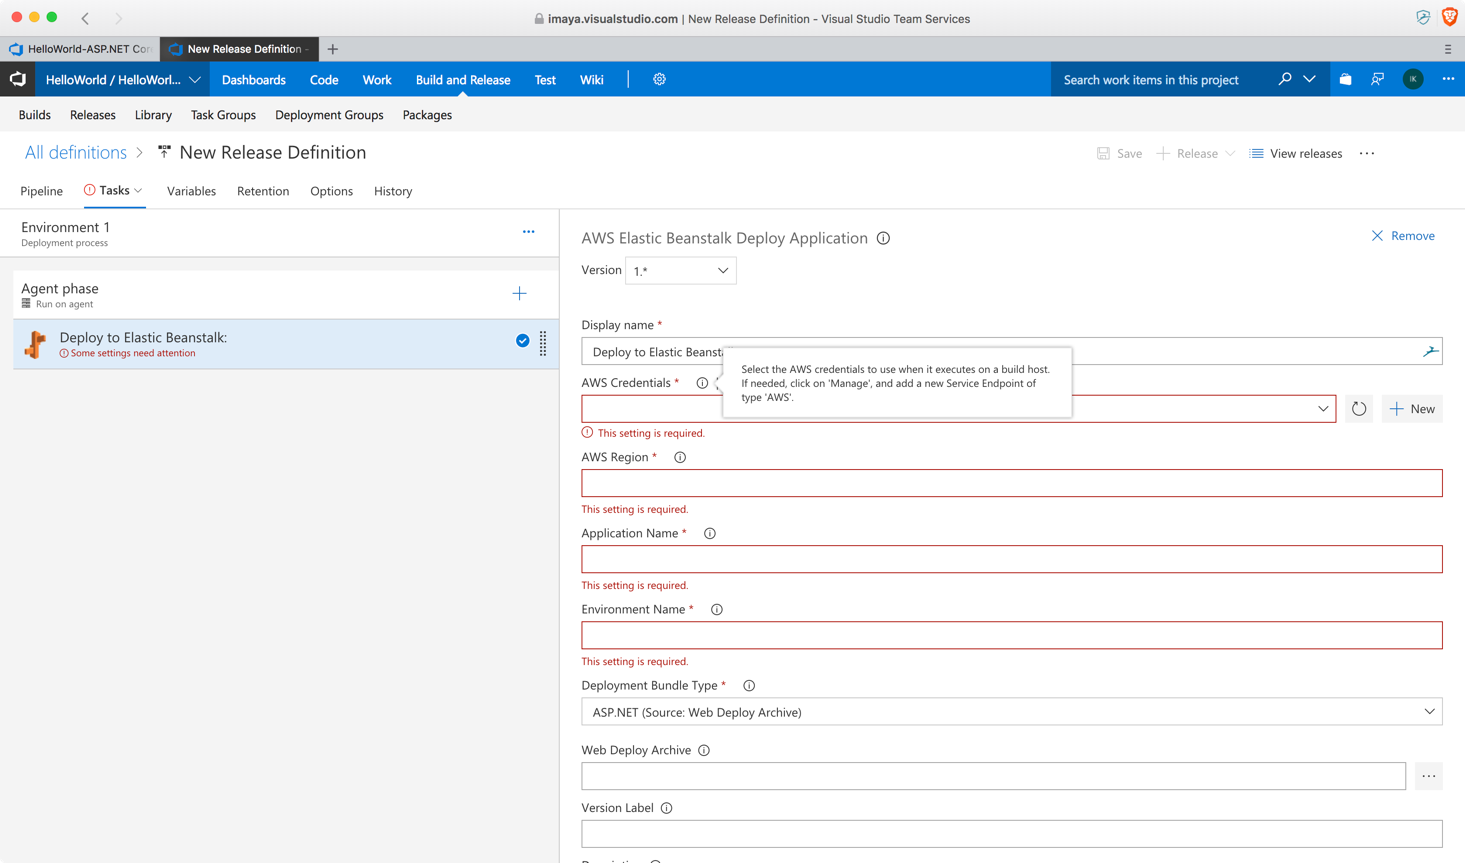 imaya.visualstudio.com | New Release Definition - Visual Studio Team Services
HelloWorld-ASP.NET Cor
New Release Definition -
HelloWorld / HelloWorl...
Dashboards
Code
Work
Build and Release
Test
Wiki
Search work items in this project
IK
Builds
Releases
Library
Task Groups
Deployment Groups
Packages
All definitions > New Release Definition
Save
Release
View releases
Pipeline
Tasks
Variables
Retention
Options
History
Environment 1
Deployment process
Agent phase
Run on agent
Deploy to Elastic Beanstalk:
Some settings need attention
AWS Elastic Beanstalk Deploy Application
Remove
Version
1.*
Display name *
Deploy to Elastic Beansta
Select the AWS credentials to use when it executes on a build host.
If needed, click on 'Manage', and add a new Service Endpoint of
type 'AWS'.
AWS Credentials *
New
This setting is required.
AWS Region *
This setting is required.
Application Name *
This setting is required.
Environment Name *
This setting is required.
Deployment Bundle Type *
ASP.NET (Source: Web Deploy Archive)
Web Deploy Archive
Version Label